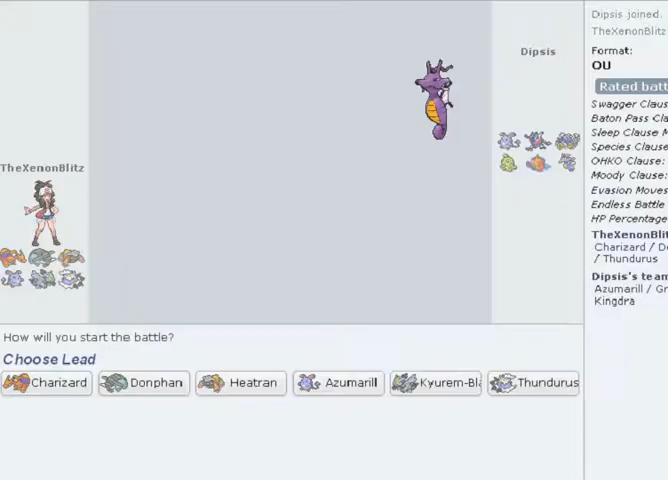 Dipsis joined.
TheXenonBlitz
Format:
OU
Rated batt
Swagger Clause
Baton Pass Cla
Sleep Clause M
Species Clause
OHKO Clause:
Moody Clause:
Evasion Moves
Endless Battle
HP Percentage
TheXenonBlit
Charizard / Do
/ Thundurus
Dipsis's team
Azumarill / Gr
Kingdra
Dipsis
TheXenonBlitz
How will you start the battle?
Choose Lead
Charizard Donphan Heatran Azumarill Kyurem-Bla Thundurus